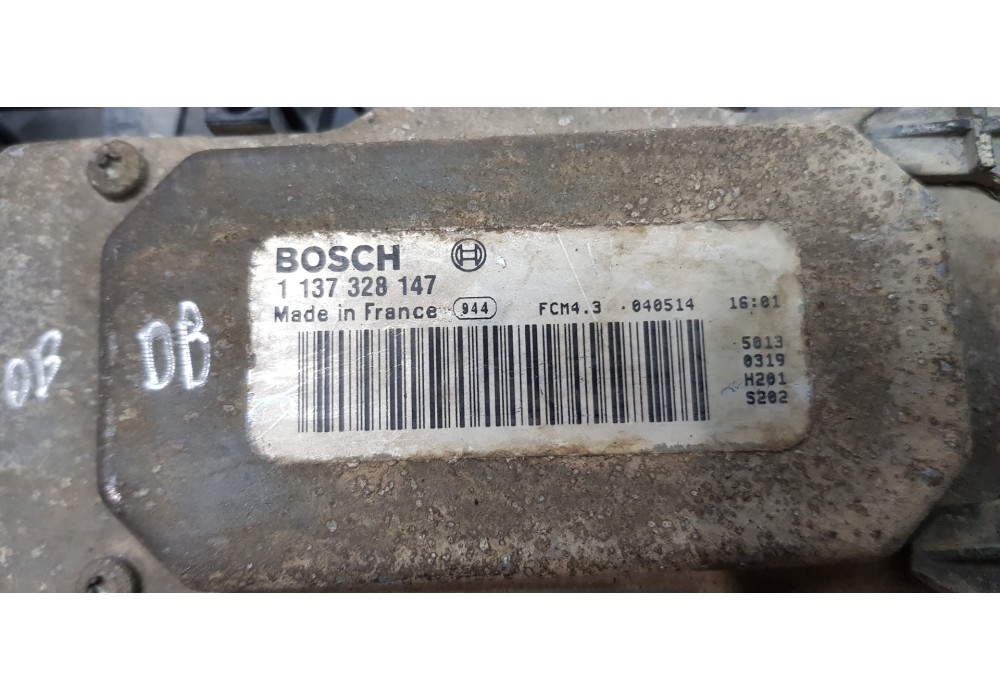 BOSCH
1 137 328 147
Made in France 944 FCM4.3 040514 16:01
5013
0319
H201
S202
DB
DB